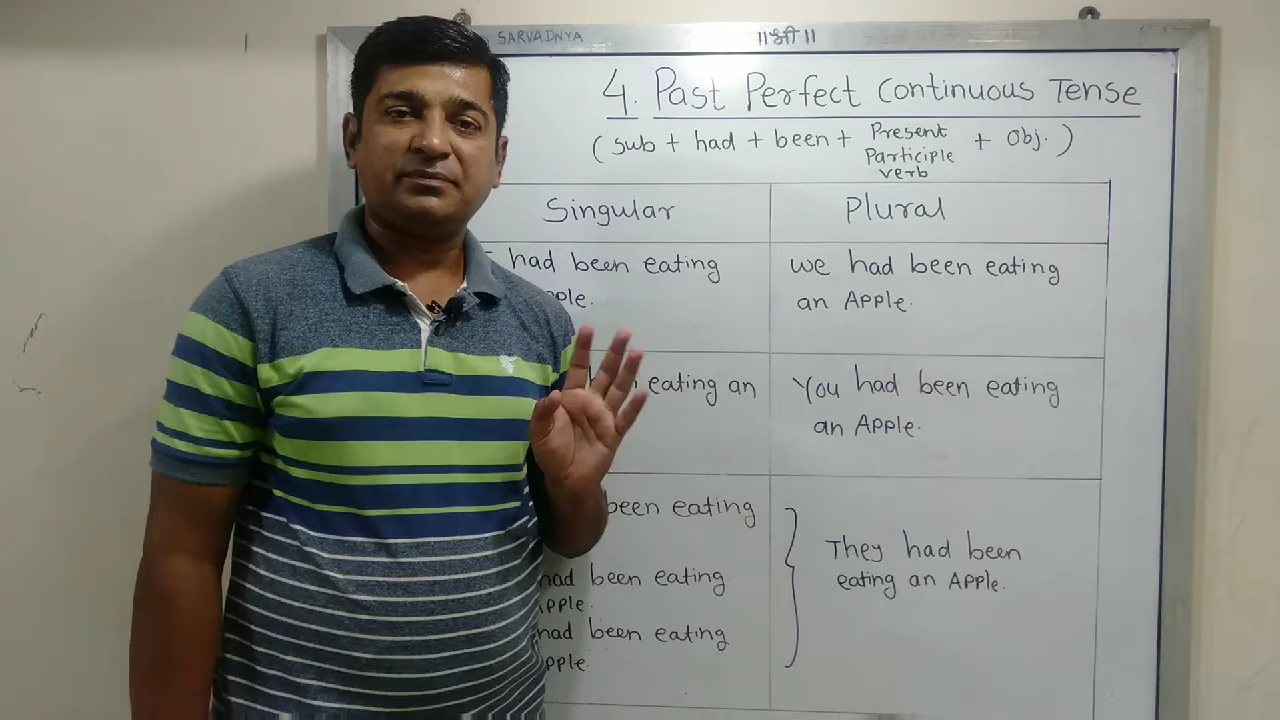 SARVADNYA
॥श्री॥
4. Past Perfect Continuous Tense
(sub + had + been + Present Participle verb + Obj.)
Singular
Plural
had been eating
We had been eating
an Apple.
eating an
You had been eating
an Apple.
been eating
had been eating
Apple.
had been eating
They had been
eating an Apple.